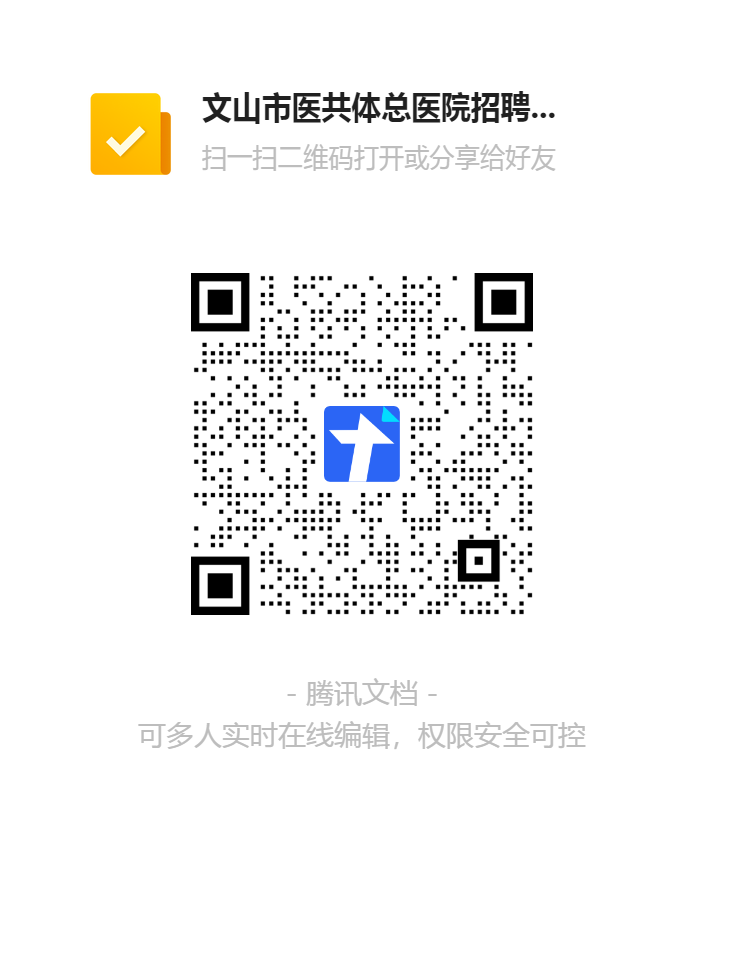 文山市医共体总医院招聘...
扫一扫二维码打开或分享给好友
- 腾讯文档 -
可多人实时在线编辑，权限安全可控